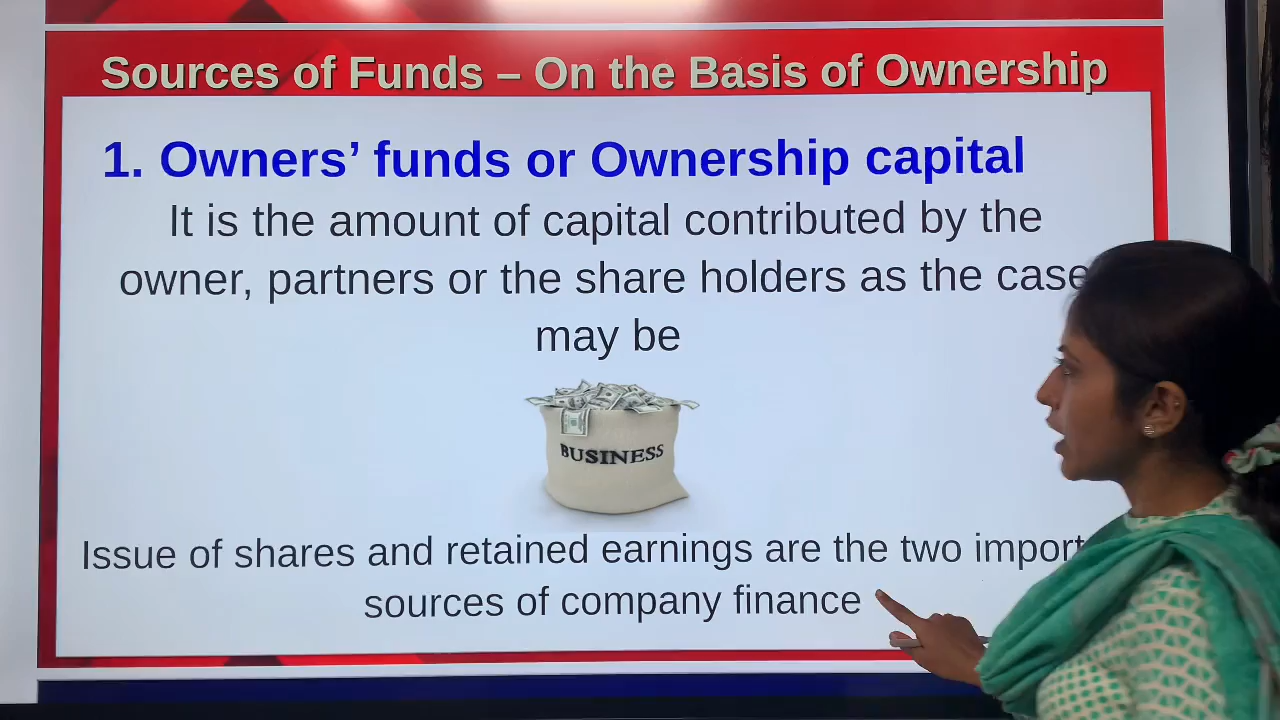 Sources of Funds – On the Basis of Ownership
1. Owners’ funds or Ownership capital
It is the amount of capital contributed by the
owner, partners or the share holders as the case
may be
BUSINESS
Issue of shares and retained earnings are the two
sources of company finance